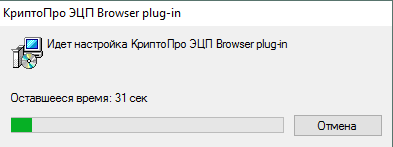 КриптоПро ЭЦП Browser plug-in
Идет настройка КриптоПро ЭЦП Browser plug-in
Оставшееся время: 31 сек
Отмена